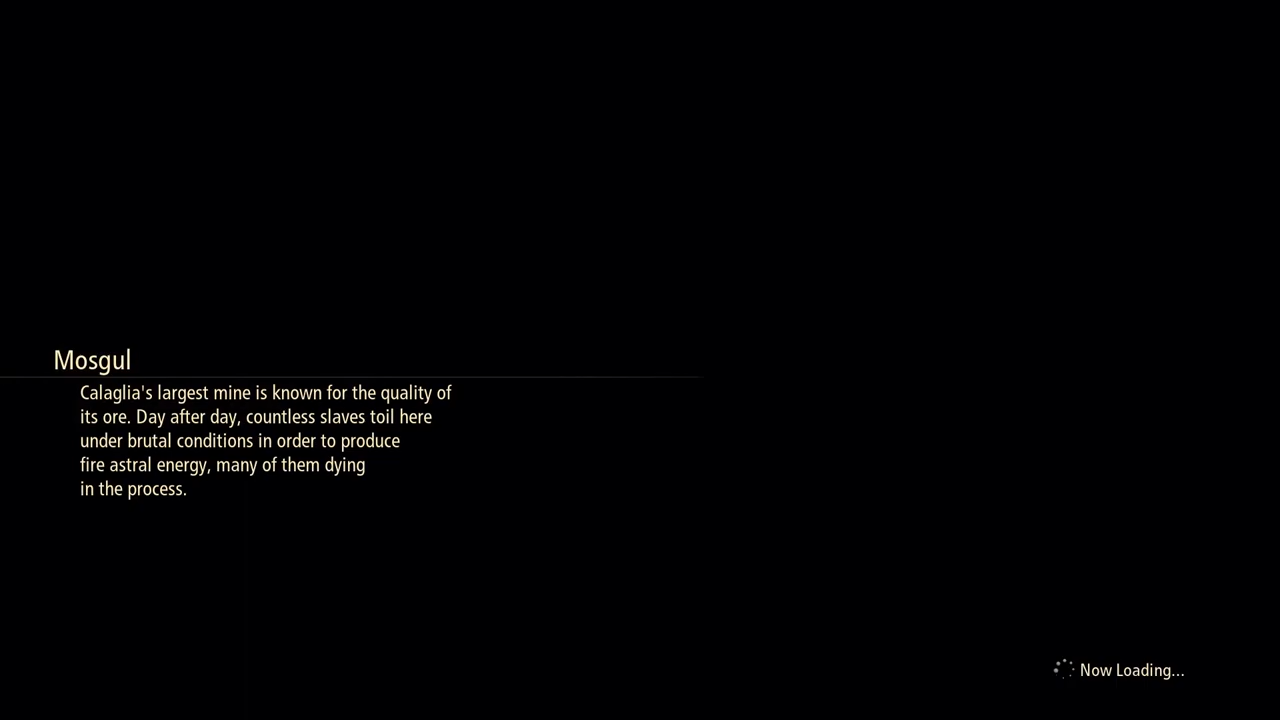 Mosgul
Calaglia's largest mine is known for the quality of
its ore. Day after day, countless slaves toil here
under brutal conditions in order to produce
fire astral energy, many of them dying
in the process.
Now Loading...